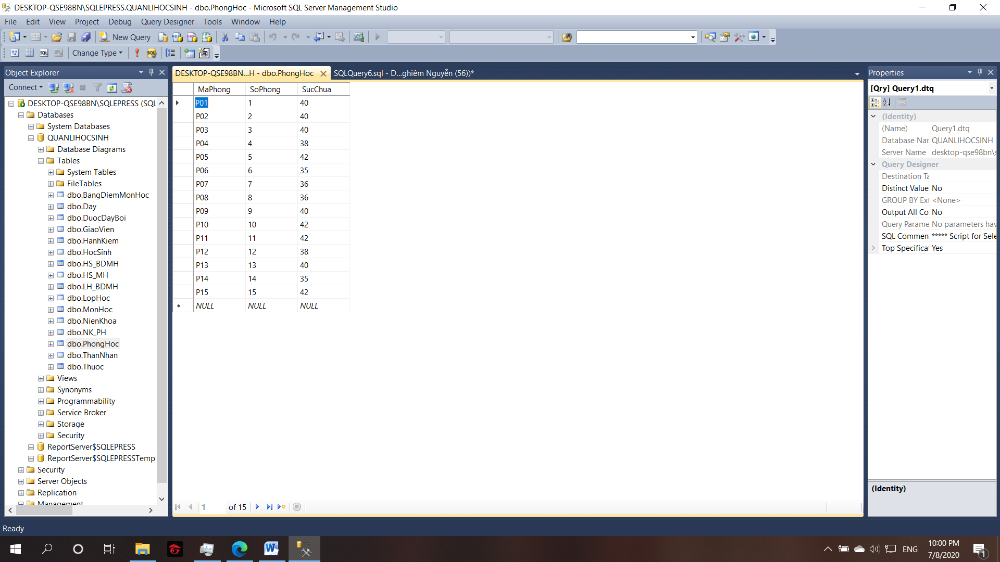 DESKTOP-QSE98BN\SQLEPRESS.QUANLIHOCSINH - dbo.PhongHoc - Microsoft SQL Server Management Studio
File Edit View Project Debug Query Designer Tools Window Help
New Query
Change Type
Object Explorer
Connect
DESKTOP-QSE98BN\SQLEPRESS (SQL
Databases
System Databases
QUANLIHOCSINH
Database Diagrams
Tables
System Tables
FileTables
dbo.BangDiemMonHoc
dbo.Day
dbo.DuocDayBoi
dbo.GiaoVien
dbo.HanhKiem
dbo.HocSinh
dbo.HS_BDMH
dbo.HS_MH
dbo.LH_BDMH
dbo.LopHoc
dbo.MonHoc
dbo.NienKhoa
dbo.NK_PH
dbo.PhongHoc
dbo.ThanNhan
dbo.Thuoc
Views
Synonyms
Programmability
Service Broker
Storage
Security
ReportServer$SQLEPRESS
ReportServer$SQLEPRESSTempI
Security
Server Objects
Replication
Management
DESKTOP-QSE98BN...H - dbo.PhongHoc SQLQuery6.sql - D...ghiêm Nguyễn (56))*
MaPhong SoPhong SucChua
P01 1 40
P02 2 40
P03 3 40
P04 4 38
P05 5 42
P06 6 35
P07 7 36
P08 8 36
P09 9 40
P10 10 42
P11 11 42
P12 12 38
P13 13 40
P14 14 35
P15 15 42
NULL NULL NULL
1 of 15
Properties
[Qry] Query1.dtq
(Identity)
(Name) Query1.dtq
Database Nar QUANLIHOCSINH
Server Name desktop-qse98bn\s
Query Designer
Destination Ta
Distinct Value No
GROUP BY Ext <None>
Output All Co No
Query Parame No parameters hav
SQL Commen ***** Script for Sele
Top Specificat Yes
(Identity)
Ready
ENG
10:00 PM
7/8/2020
1